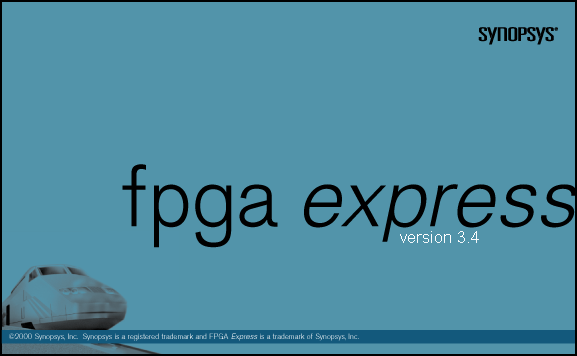 SYNOPSYS®
fpga express
version 3.4
©2000 Synopsys, Inc. Synopsys is a registered trademark and FPGA Express is a trademark of Synopsys, Inc.